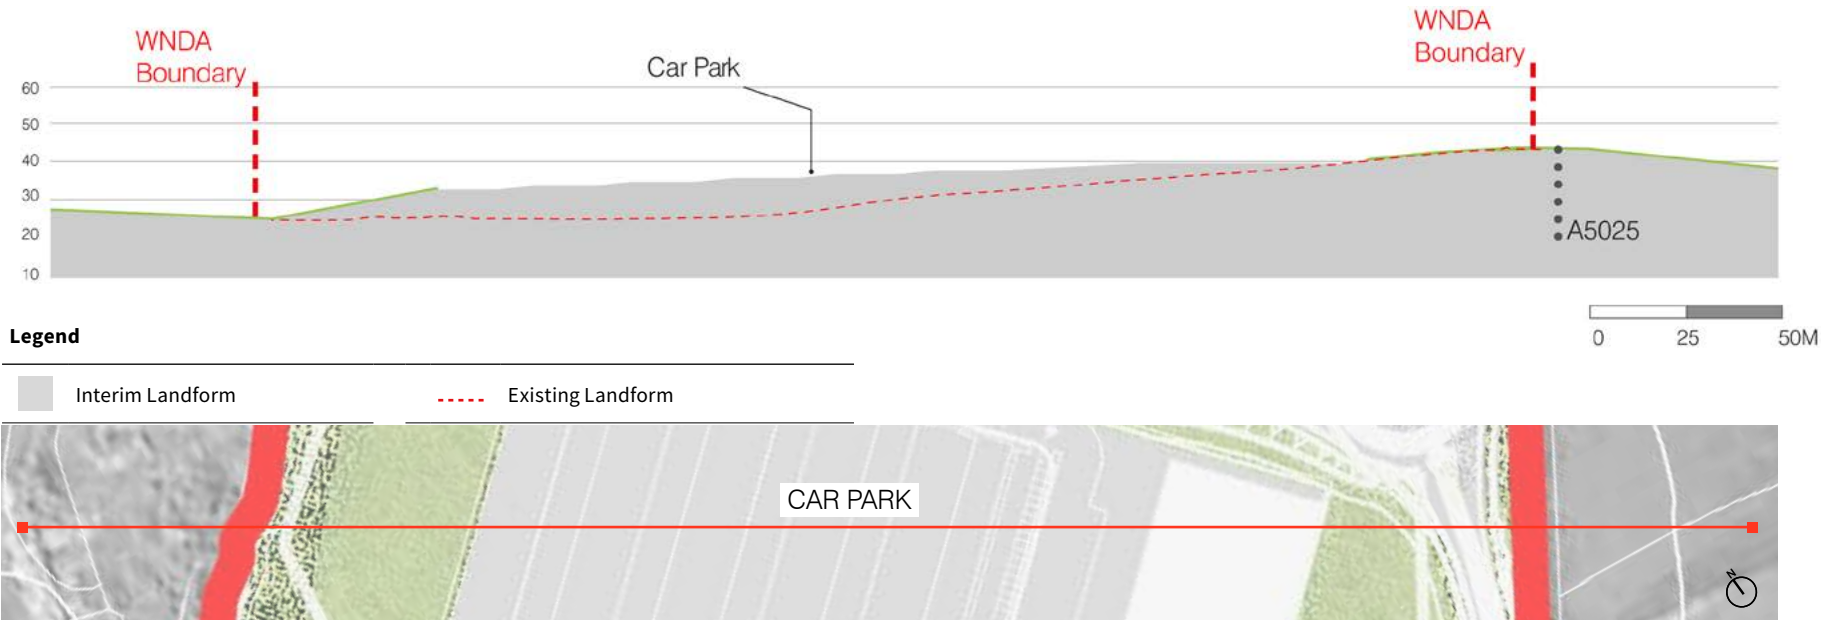 WNDA
Boundary
WNDA
Boundary
Car Park
60
50
40
30
20
10
A5025
0 25 50M
Legend
Interim Landform
Existing Landform
CAR PARK
N